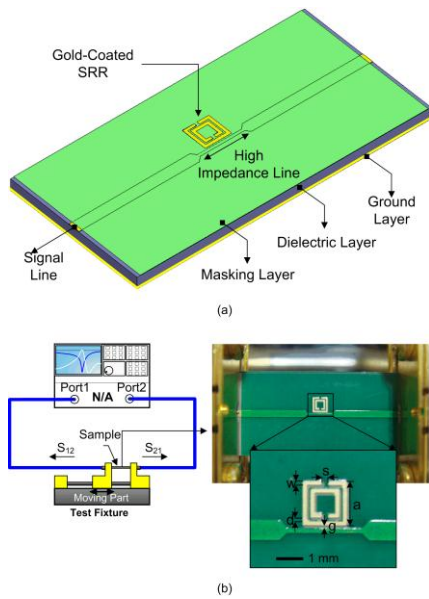 Gold-Coated
SRR
High
Impedance Line
Ground
Layer
Dielectric Layer
Signal
Line
Masking Layer
(a)
Port1
Port2
N/A
Sample
S12
S21
Moving Part
Test Fixture
w
s
a
d
g
1 mm
(b)